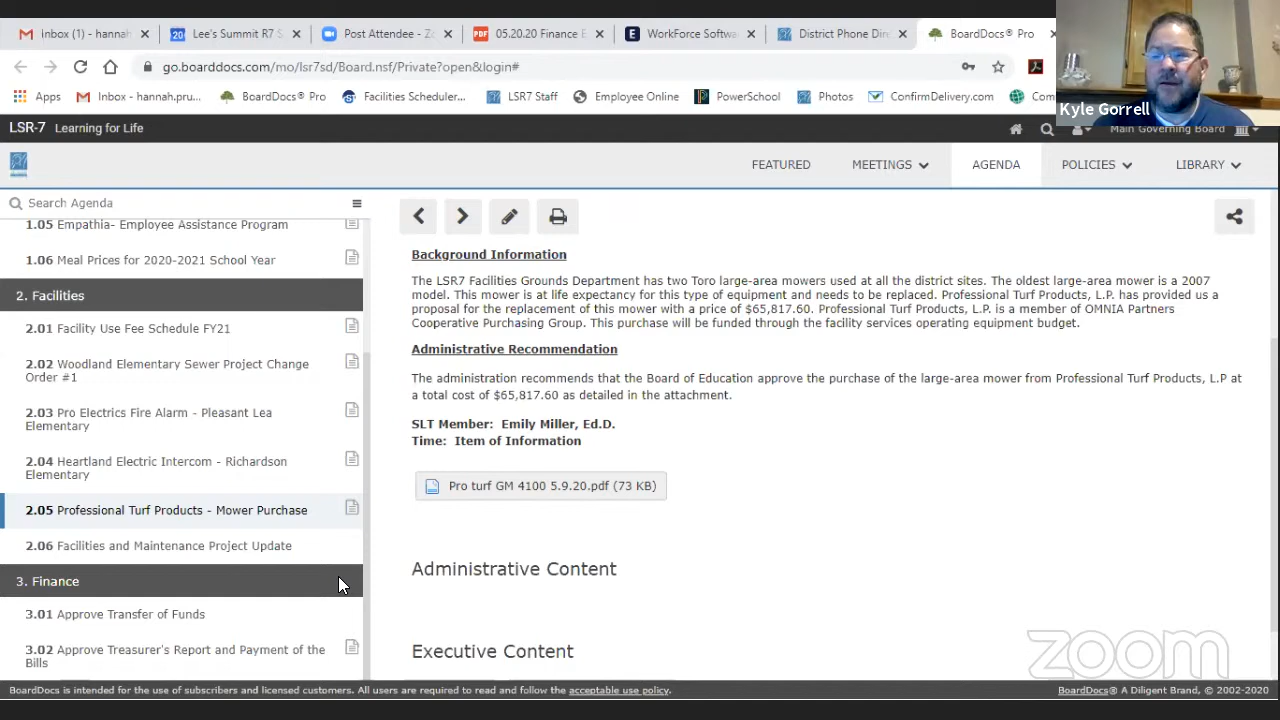 Inbox (1) - hannah
Lee's Summit R7 S
Post Attendee - Zo
05.20.20 Finance E
WorkForce Softwa
District Phone Dire
BoardDocs® Pro
go.boarddocs.com/mo/lsr7sd/Board.nsf/Private?open&login#
Apps
Inbox - hannah.pru...
BoardDocs® Pro
Facilities Scheduler...
LSR7 Staff
Employee Online
PowerSchool
Photos
ConfirmDelivery.com
Com
Kyle Gorrell
LSR-7 Learning for Life
Main Governing Board
FEATURED
MEETINGS
AGENDA
POLICIES
LIBRARY
Search Agenda
1.05 Empathia- Employee Assistance Program
1.06 Meal Prices for 2020-2021 School Year
2. Facilities
2.01 Facility Use Fee Schedule FY21
2.02 Woodland Elementary Sewer Project Change
Order #1
2.03 Pro Electrics Fire Alarm - Pleasant Lea
Elementary
2.04 Heartland Electric Intercom - Richardson
Elementary
2.05 Professional Turf Products - Mower Purchase
2.06 Facilities and Maintenance Project Update
3. Finance
3.01 Approve Transfer of Funds
3.02 Approve Treasurer's Report and Payment of the
Bills
Background Information
The LSR7 Facilities Grounds Department has two Toro large-area mowers used at all the district sites. The oldest large-area mower is a 2007
model. This mower is at life expectancy for this type of equipment and needs to be replaced. Professional Turf Products, L.P. has provided us a
proposal for the replacement of this mower with a price of $65,817.60. Professional Turf Products, L.P. is a member of OMNIA Partners
Cooperative Purchasing Group. This purchase will be funded through the facility services operating equipment budget.
Administrative Recommendation
The administration recommends that the Board of Education approve the purchase of the large-area mower from Professional Turf Products, L.P at
a total cost of $65,817.60 as detailed in the attachment.
SLT Member: Emily Miller, Ed.D.
Time: Item of Information
Pro turf GM 4100 5.9.20.pdf (73 KB)
Administrative Content
Executive Content
zoom
BoardDocs is intended for the use of subscribers and licensed customers. All users are required to read and follow the acceptable use policy.
BoardDocs® A Diligent Brand, © 2002-2020